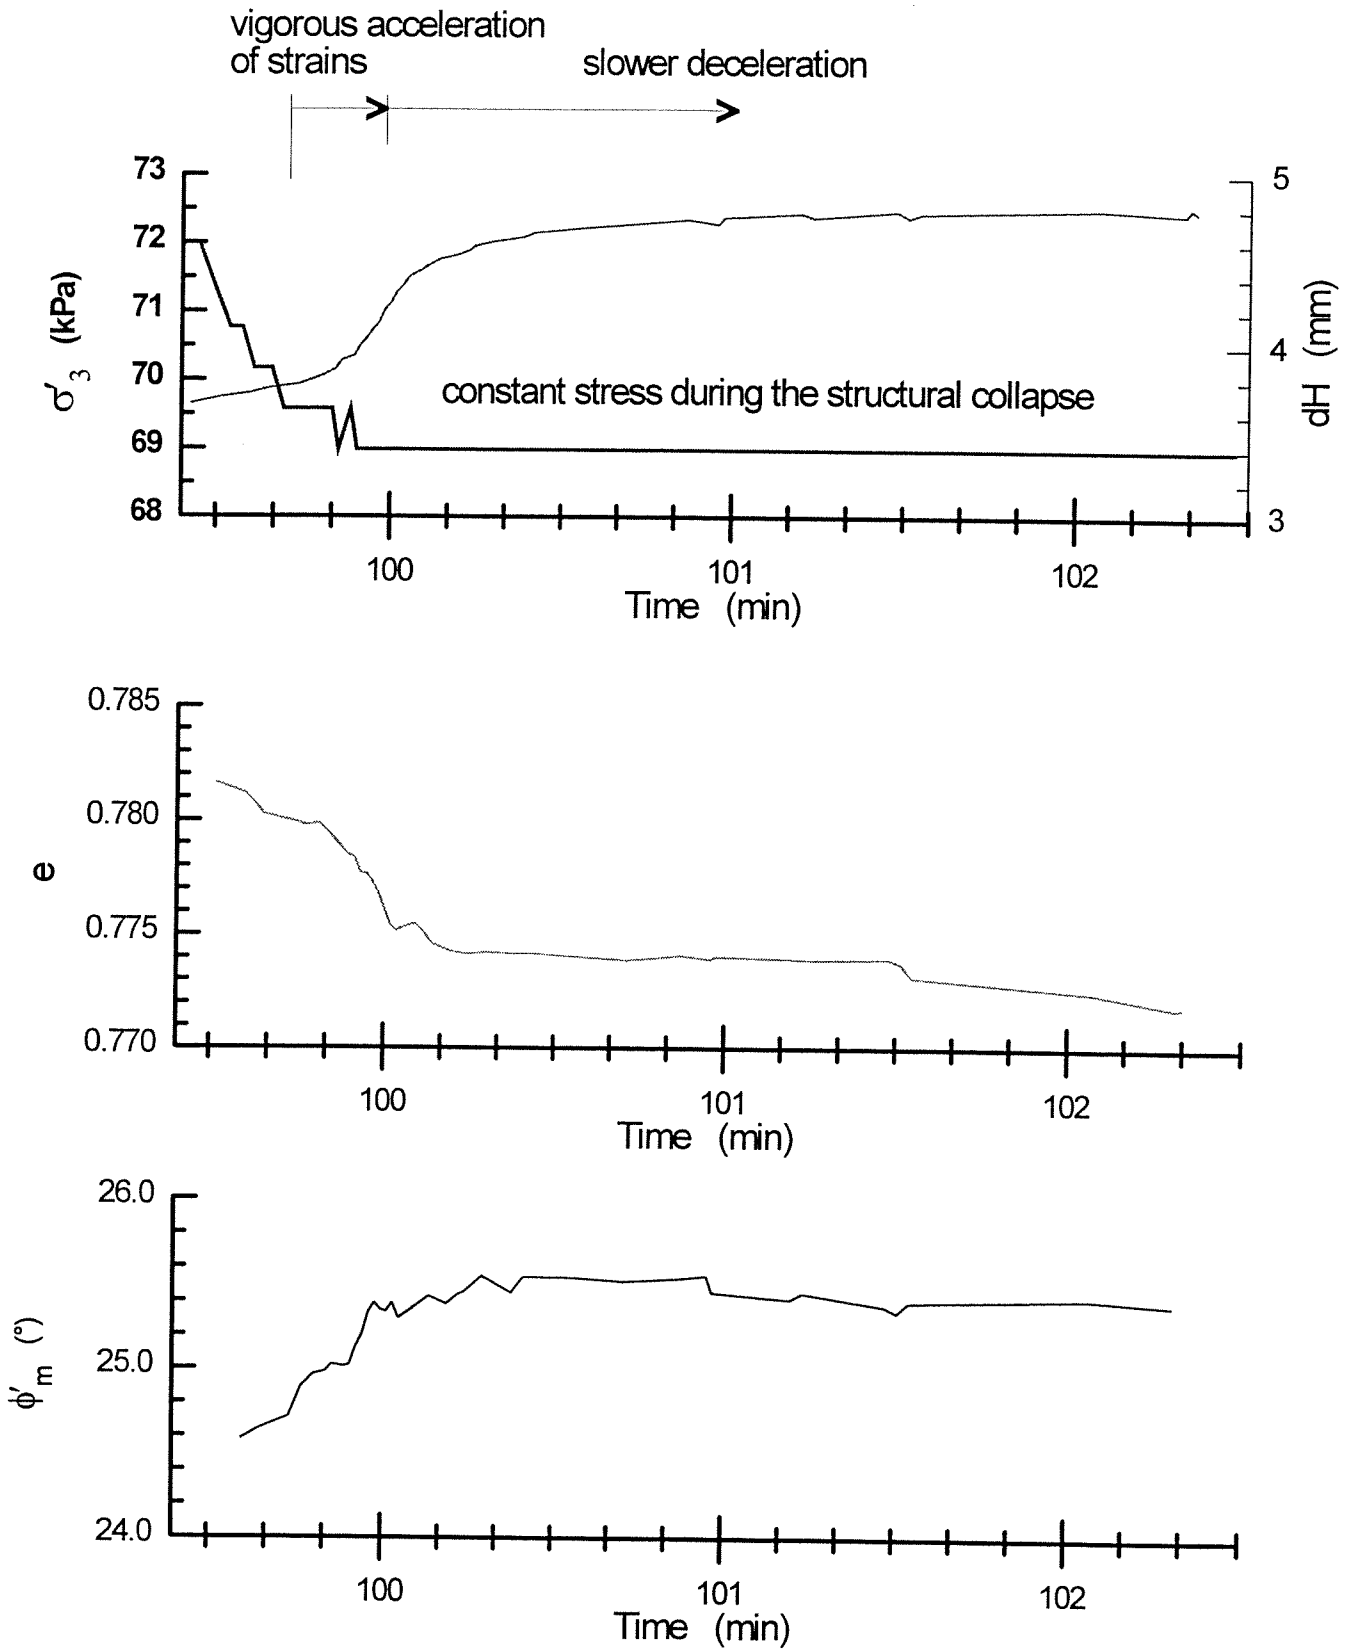 vigorous acceleration
of strains
slower deceleration
73
72
71
70
69
68
σ'3 (kPa)
5
4
3
dH (mm)
constant stress during the structural collapse
100
101
102
Time (min)
0.785
0.780
0.775
0.770
e
100
101
102
Time (min)
26.0
25.0
24.0
ϕ'm (°)
100
101
102
Time (min)